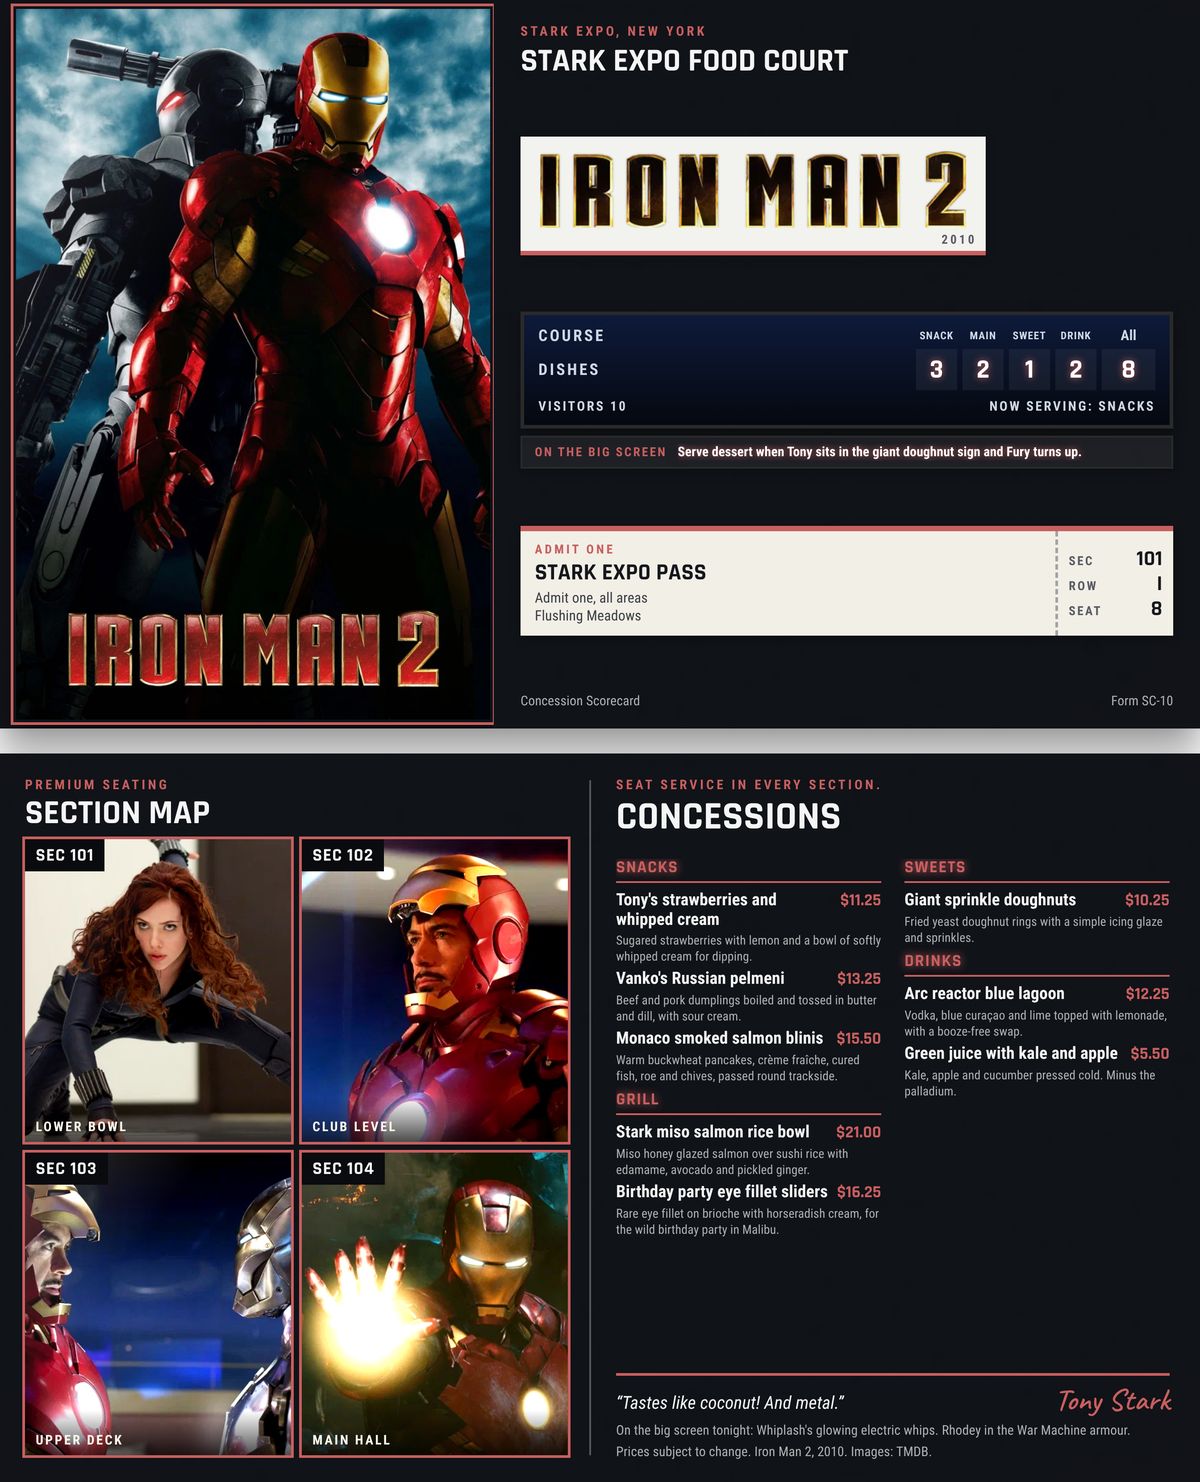 STARK EXPO, NEW YORK
STARK EXPO FOOD COURT
IRON MAN 2
2010
COURSE SNACK MAIN SWEET DRINK All
DISHES 3 2 1 2 8
VISITORS 10 NOW SERVING: SNACKS
ON THE BIG SCREEN Serve dessert when Tony sits in the giant doughnut sign and Fury turns up.
ADMIT ONE
STARK EXPO PASS
Admit one, all areas
Flushing Meadows
SEC 101
ROW I
SEAT 8
IRON MAN 2
Concession Scorecard
Form SC-10
PREMIUM SEATING
SECTION MAP
SEC 101
LOWER BOWL
SEC 102
CLUB LEVEL
SEC 103
UPPER DECK
SEC 104
MAIN HALL
SEAT SERVICE IN EVERY SECTION.
CONCESSIONS
SNACKS
Tony's strawberries and $11.25
whipped cream
Sugared strawberries with lemon and a bowl of softly
whipped cream for dipping.
Vanko's Russian pelmeni $13.25
Beef and pork dumplings boiled and tossed in butter
and dill, with sour cream.
Monaco smoked salmon blinis $15.50
Warm buckwheat pancakes, crème fraîche, cured
fish, roe and chives, passed round trackside.
GRILL
Stark miso salmon rice bowl $21.00
Miso honey glazed salmon over sushi rice with
edamame, avocado and pickled ginger.
Birthday party eye fillet sliders $16.25
Rare eye fillet on brioche with horseradish cream, for
the wild birthday party in Malibu.
SWEETS
Giant sprinkle doughnuts $10.25
Fried yeast doughnut rings with a simple icing glaze
and sprinkles.
DRINKS
Arc reactor blue lagoon $12.25
Vodka, blue curaçao and lime topped with lemonade,
with a booze-free swap.
Green juice with kale and apple $5.50
Kale, apple and cucumber pressed cold. Minus the
palladium.
“Tastes like coconut! And metal.”
Tony Stark
On the big screen tonight: Whiplash's glowing electric whips. Rhodey in the War Machine armour.
Prices subject to change. Iron Man 2, 2010. Images: TMDB.